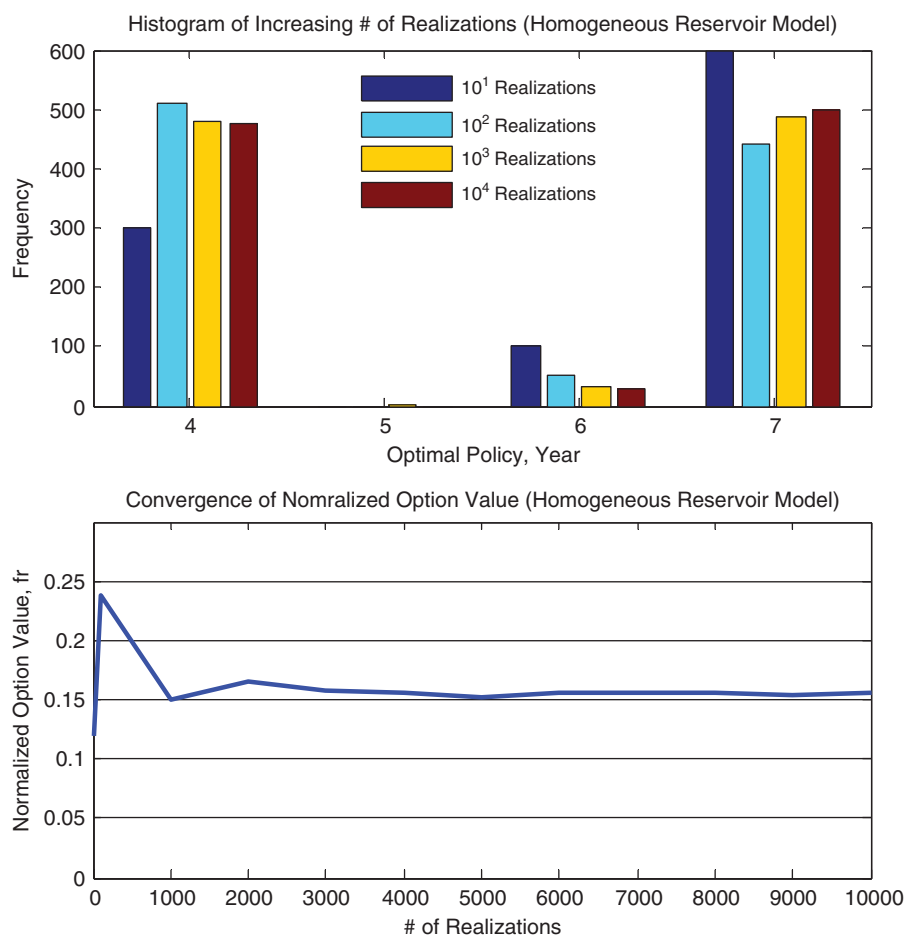 Histogram of Increasing # of Realizations (Homogeneous Reservoir Model)
600
500
400
300
200
100
0
Frequency
10¹ Realizations
10² Realizations
10³ Realizations
10⁴ Realizations
4 5 6 7
Optimal Policy, Year
Convergence of Nomralized Option Value (Homogeneous Reservoir Model)
0.25
0.2
0.15
0.1
0.05
0
Normalized Option Value, fr
0 1000 2000 3000 4000 5000 6000 7000 8000 9000 10000
# of Realizations